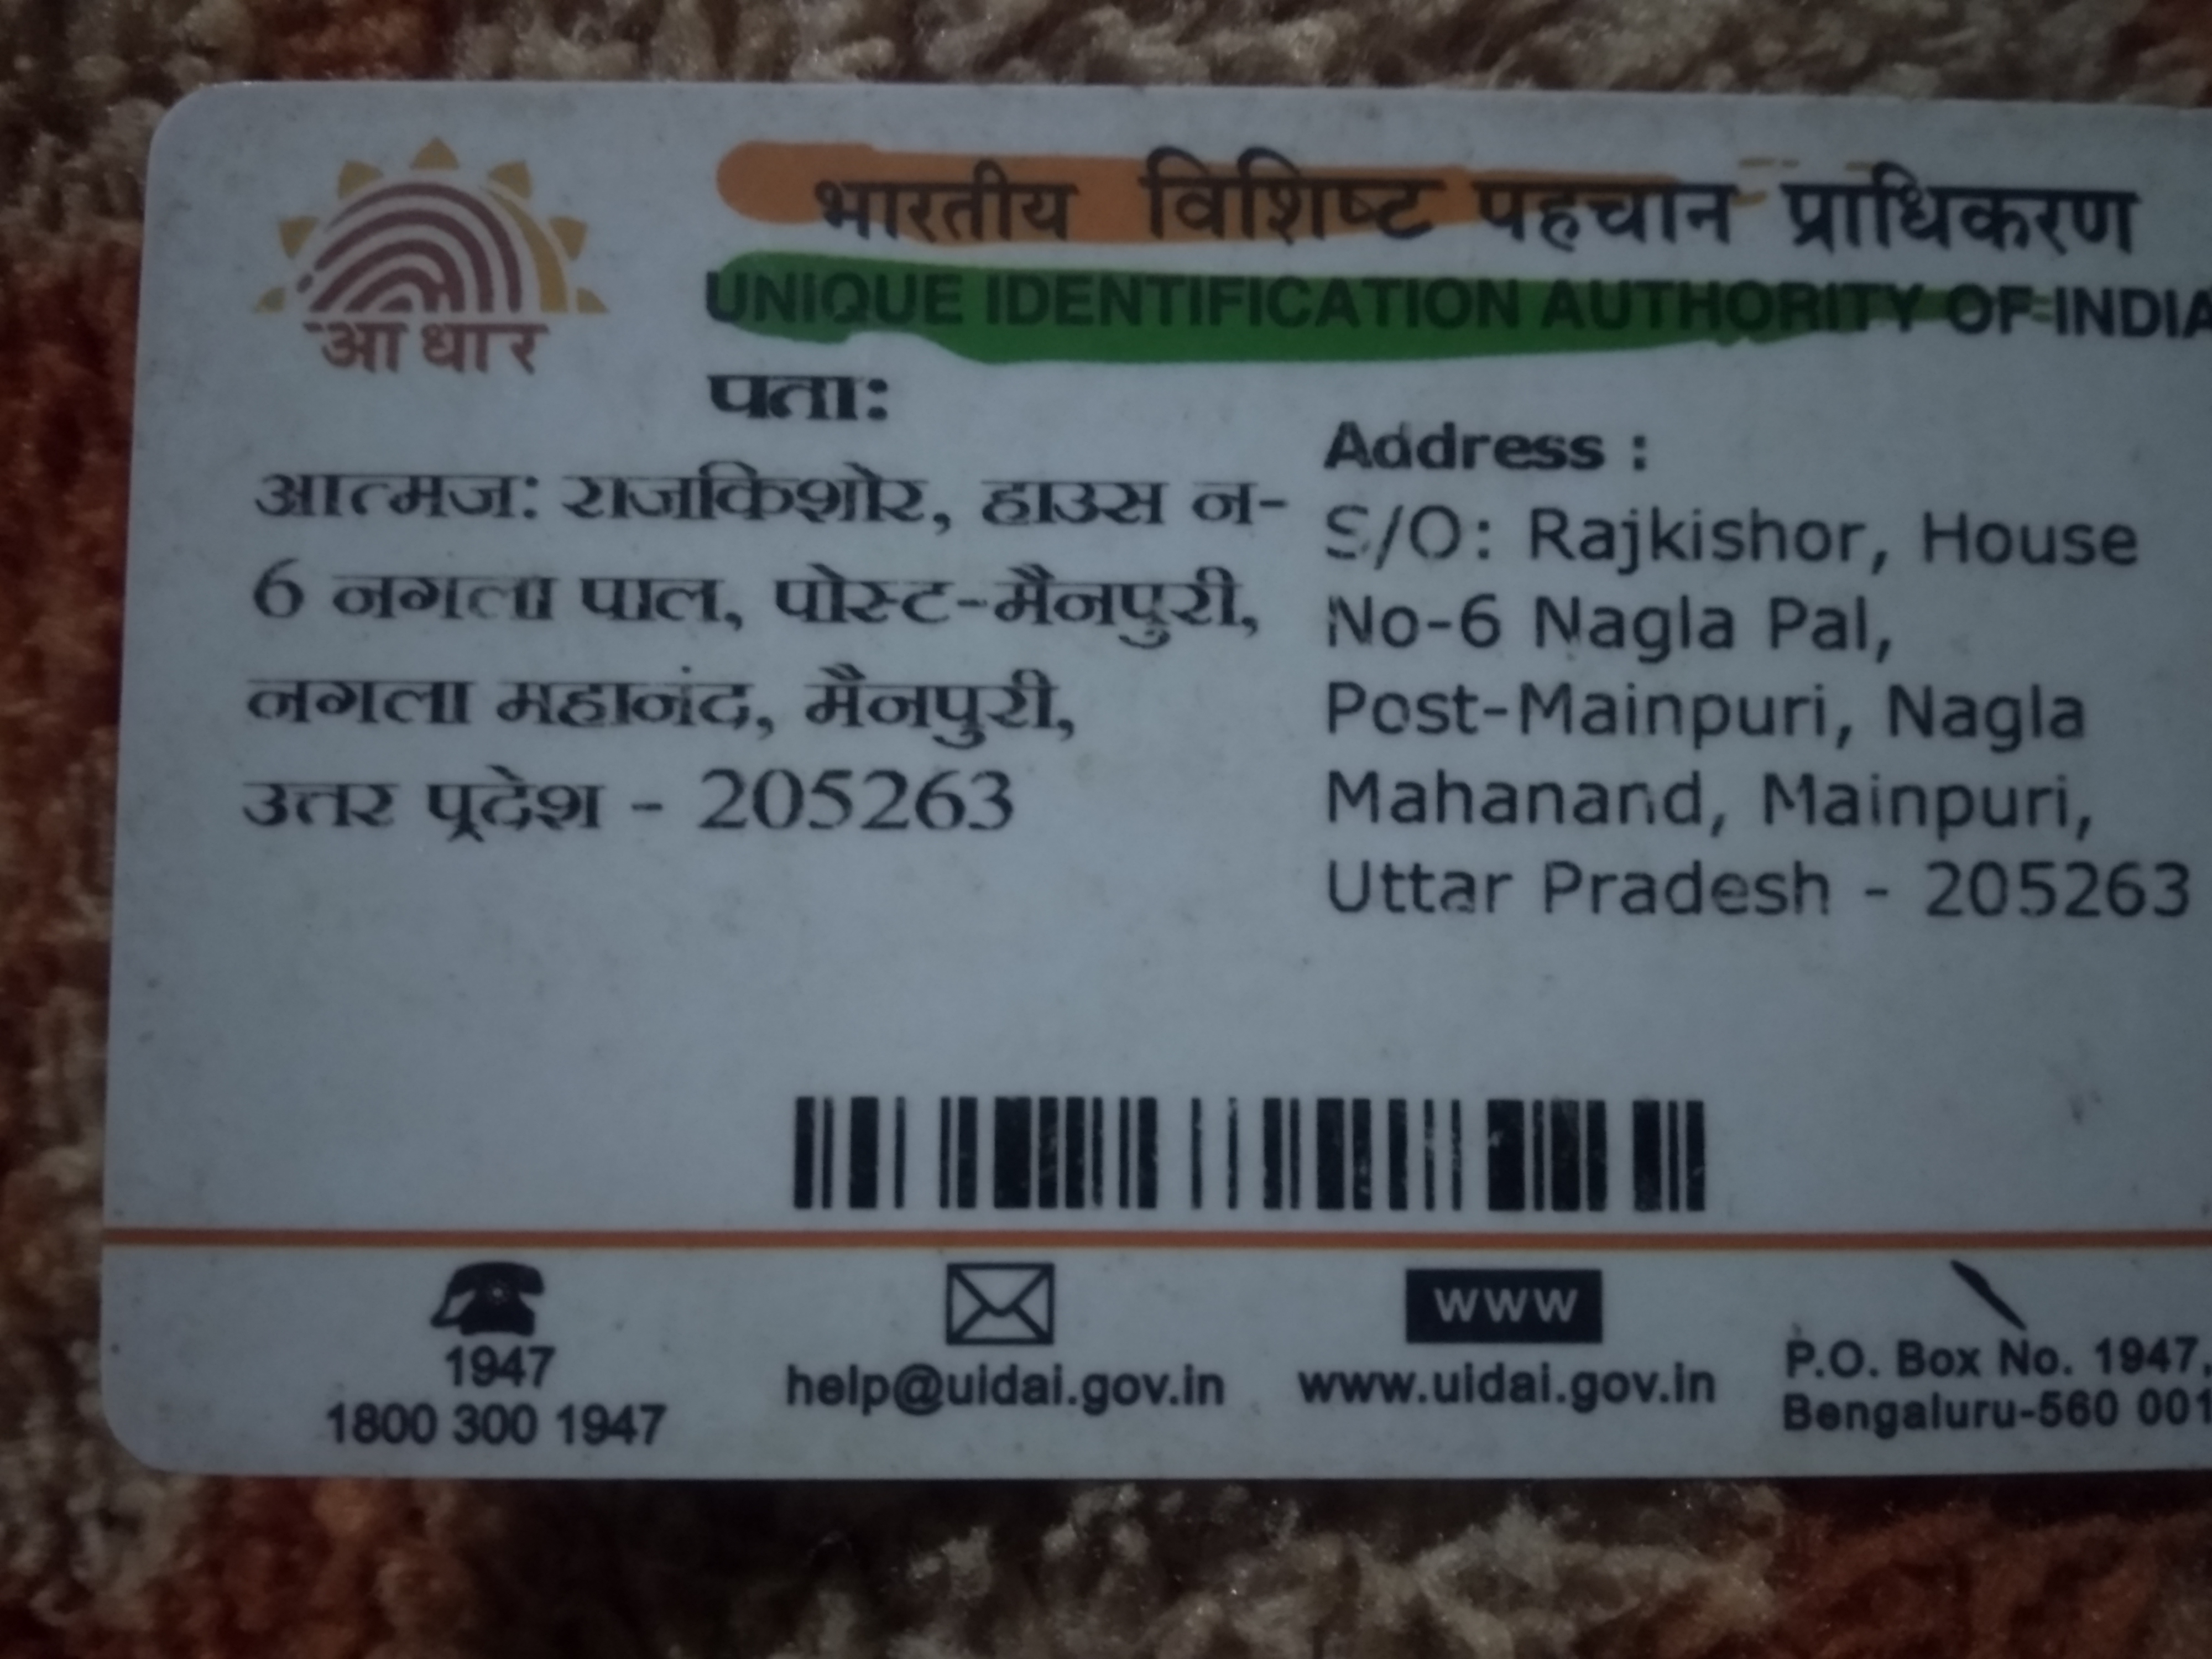 आधार
भारतीय विशिष्ट पहचान प्राधिकरण
UNIQUE IDENTIFICATION AUTHORITY OF INDIA
पता:
आत्मज: राजकिशोर, हाउस न-
6 नगला पाल, पोस्ट-मैनपुरी,
नगला महानंद, मैनपुरी,
उत्तर प्रदेश - 205263
Address :
S/O: Rajkishor, House
No-6 Nagla Pal,
Post-Mainpuri, Nagla
Mahanand, Mainpuri,
Uttar Pradesh - 205263
1947
1800 300 1947
help@uidai.gov.in
WWW
www.uidai.gov.in
P.O. Box No. 1947,
Bengaluru-560 001